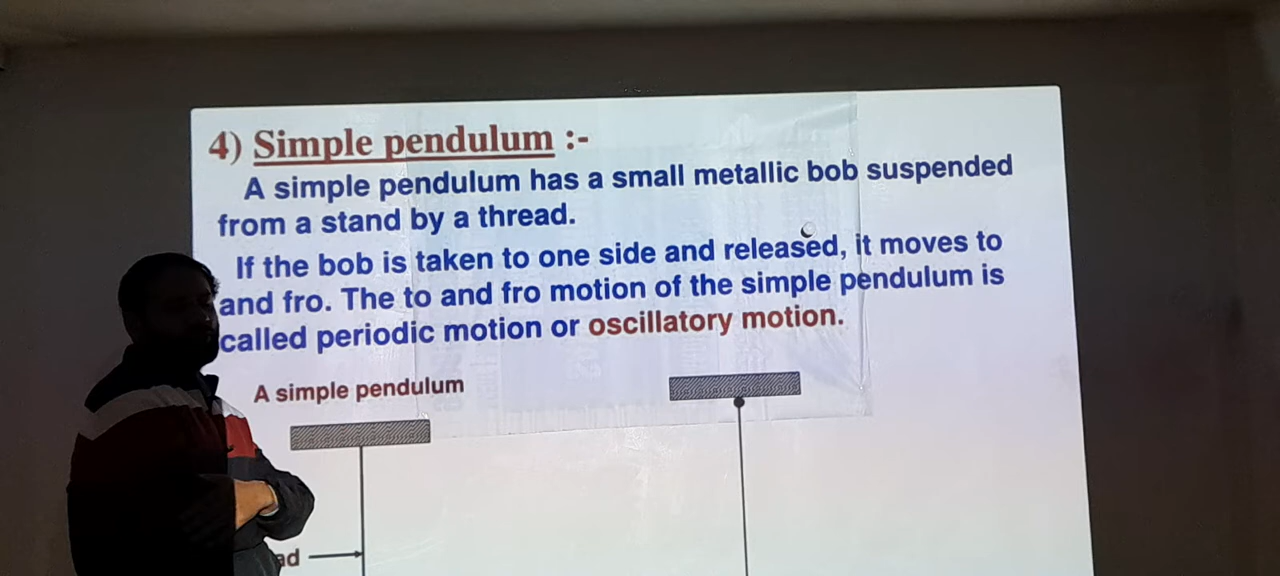 4) Simple pendulum :-
A simple pendulum has a small metallic bob suspended
from a stand by a thread.
If the bob is taken to one side and released, it moves to
and fro. The to and fro motion of the simple pendulum is
called periodic motion or oscillatory motion.
A simple pendulum